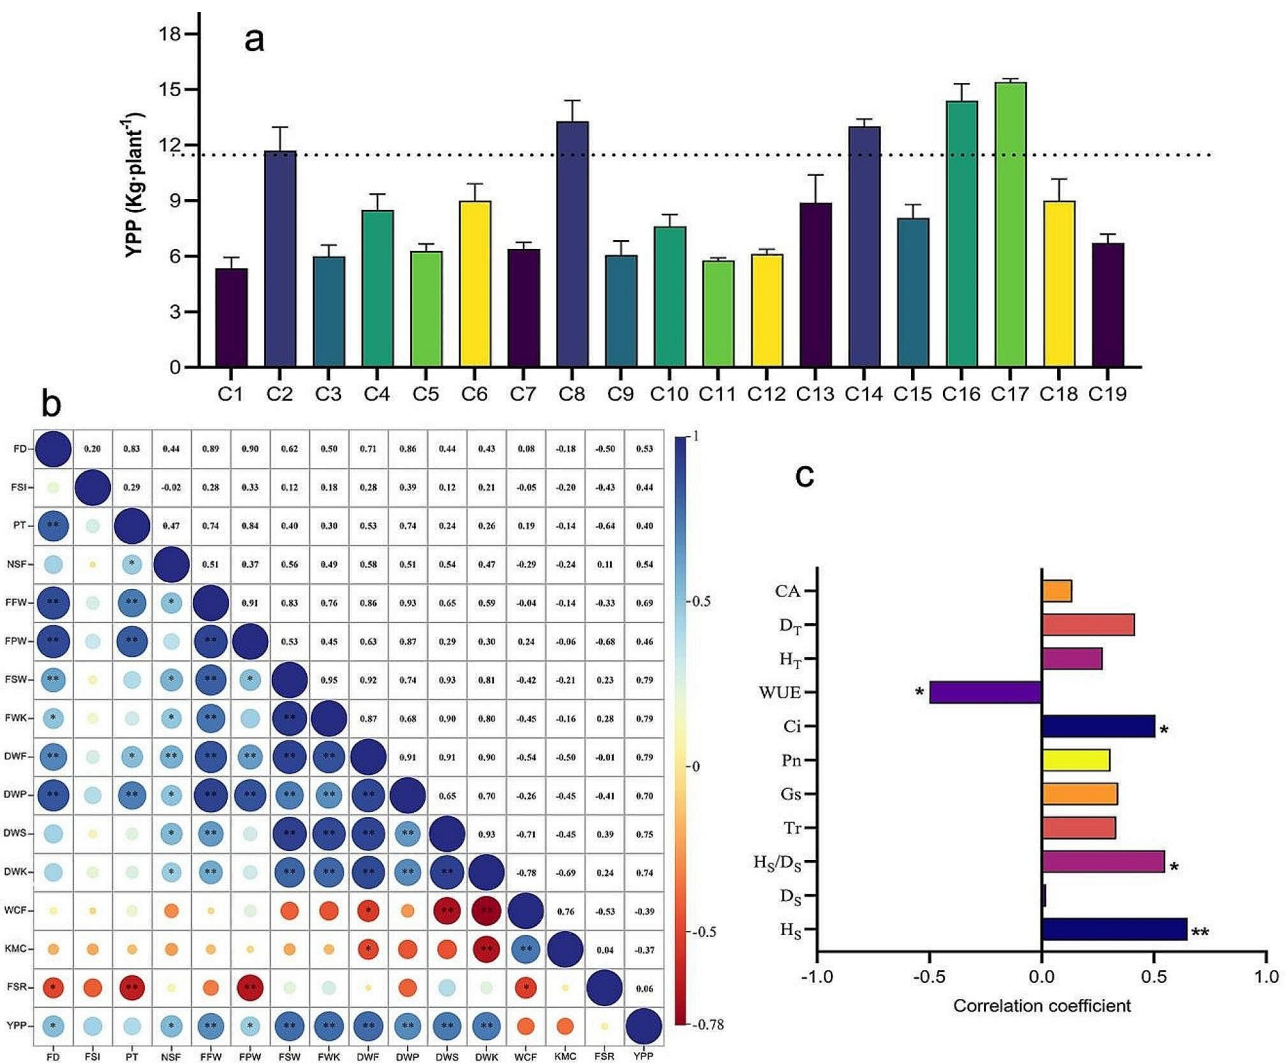 a
YPP (Kg·plant-1)
18
15
12
9
6
3
0
C1 C2 C3 C4 C5 C6 C7 C8 C9 C10 C11 C12 C13 C14 C15 C16 C17 C18 C19
b
FD 0.20 0.83 0.44 0.89 0.90 0.62 0.50 0.71 0.86 0.44 0.43 0.08 -0.18 -0.50 0.53
FSI 0.29 -0.02 0.28 0.33 0.12 0.18 0.28 0.39 0.12 0.21 -0.05 -0.20 -0.43 0.44
PT ** 0.47 0.74 0.84 0.40 0.30 0.53 0.74 0.24 0.26 0.19 -0.14 -0.64 0.40
NSF * 0.51 0.37 0.56 0.49 0.58 0.51 0.54 0.47 -0.29 -0.24 0.11 0.54
FFW ** ** * 0.91 0.83 0.76 0.86 0.93 0.65 0.59 -0.04 -0.14 -0.33 0.69
FPW ** ** ** 0.53 0.45 0.63 0.87 0.29 0.30 0.24 -0.06 -0.68 0.46
FSW ** * ** * 0.95 0.92 0.74 0.93 0.81 -0.42 -0.21 0.23 0.79
FWK * * ** ** 0.87 0.68 0.90 0.80 -0.45 -0.16 0.28 0.79
DWF ** * ** ** ** ** ** 0.91 0.91 0.90 -0.54 -0.50 -0.01 0.79
DWP ** ** * ** ** ** ** ** 0.65 0.70 -0.26 -0.45 -0.41 0.70
DWS * ** ** ** ** ** 0.93 -0.71 -0.45 0.39 0.75
DWK * ** ** ** ** ** ** -0.78 -0.69 0.24 0.74
WCF * ** ** 0.76 -0.53 -0.39
KMC * ** ** 0.04 -0.37
FSR * ** ** * 0.06
YPP * * ** * ** ** ** ** ** **
FD FSI PT NSF FFW FPW FSW FWK DWF DWP DWS DWK WCF KMC FSR YPP
1
0.5
0
-0.5
-0.78
c
CA
DT
HT
WUE *
Ci *
Pn
Gs
Tr
HS/DS *
DS
HS **
-1.0 -0.5 0.0 0.5 1.0
Correlation coefficient